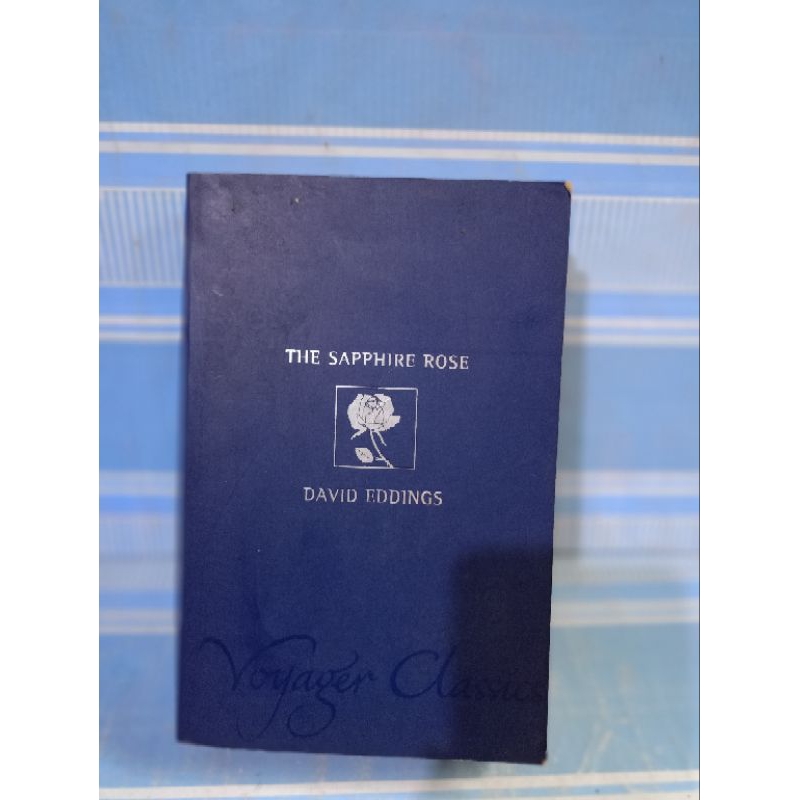 THE SAPPHIRE ROSE
DAVID EDDINGS
Voyager Classics